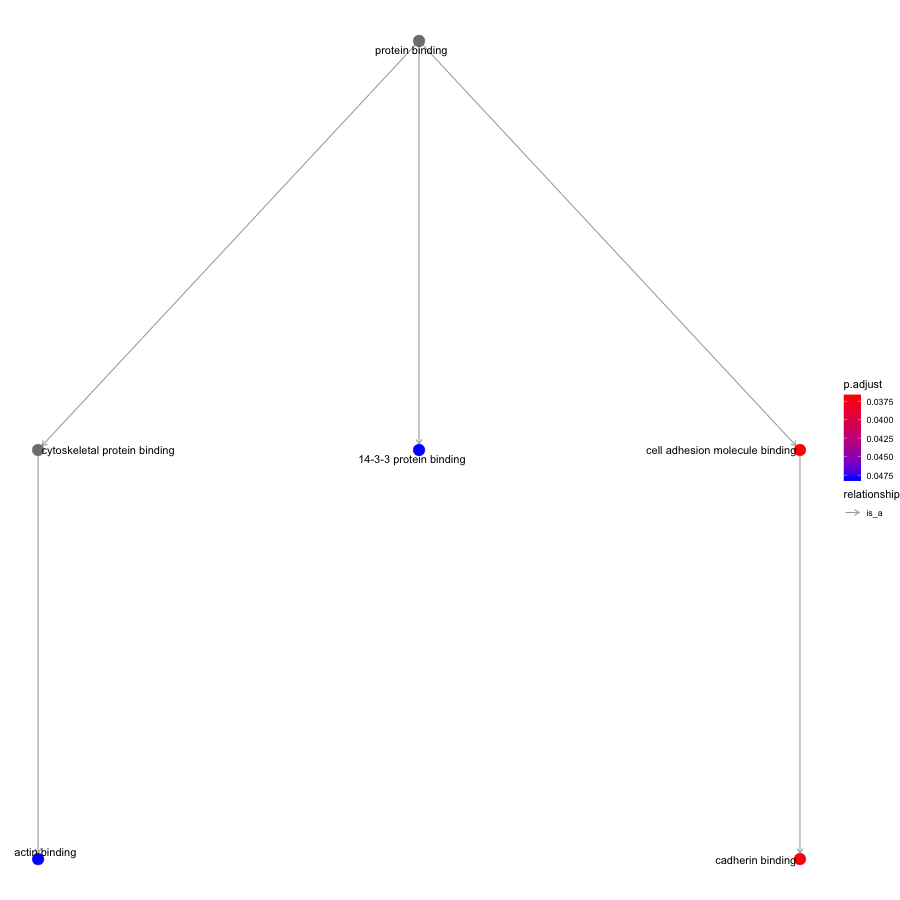 protein binding
cytoskeletal protein binding
14-3-3 protein binding
cell adhesion molecule binding
actin binding
cadherin binding
p.adjust
0.0375
0.0400
0.0425
0.0450
0.0475
relationship
is_a